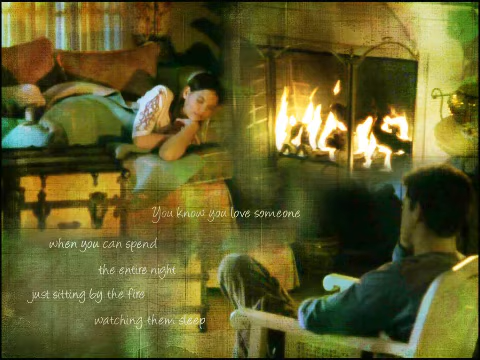 You know you love someone
when you can spend
the entire night
just sitting by the fire
watching them sleep